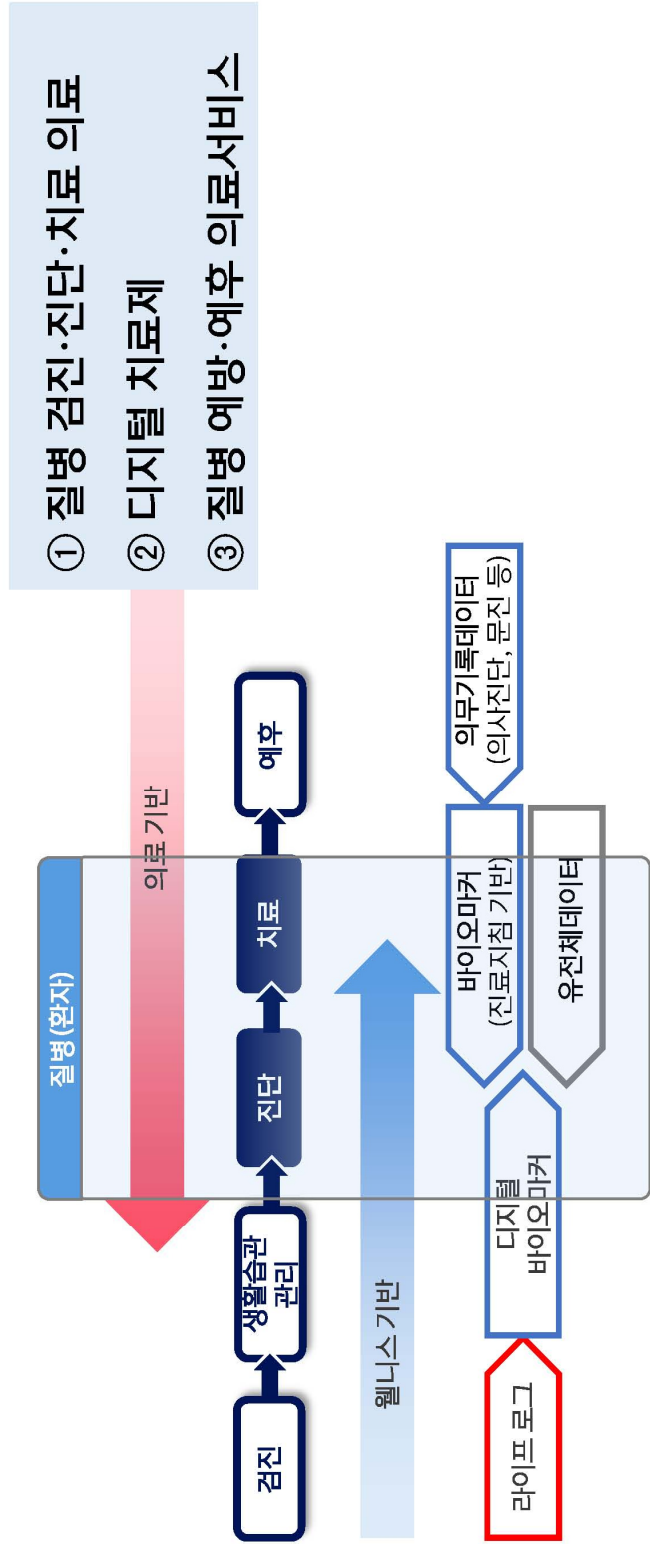 ① 질병 검진·진단·치료 의료
② 디지털 치료제
③ 질병 예방·예후 의료서비스
질병(환자)
의료 기반
검진
생활습관
관리
진단
치료
예후
웰니스 기반
라이프 로그
디지털
바이오마커
바이오마커
(진료지침 기반)
의무기록데이터
(의사진단, 문진 등)
유전체데이터